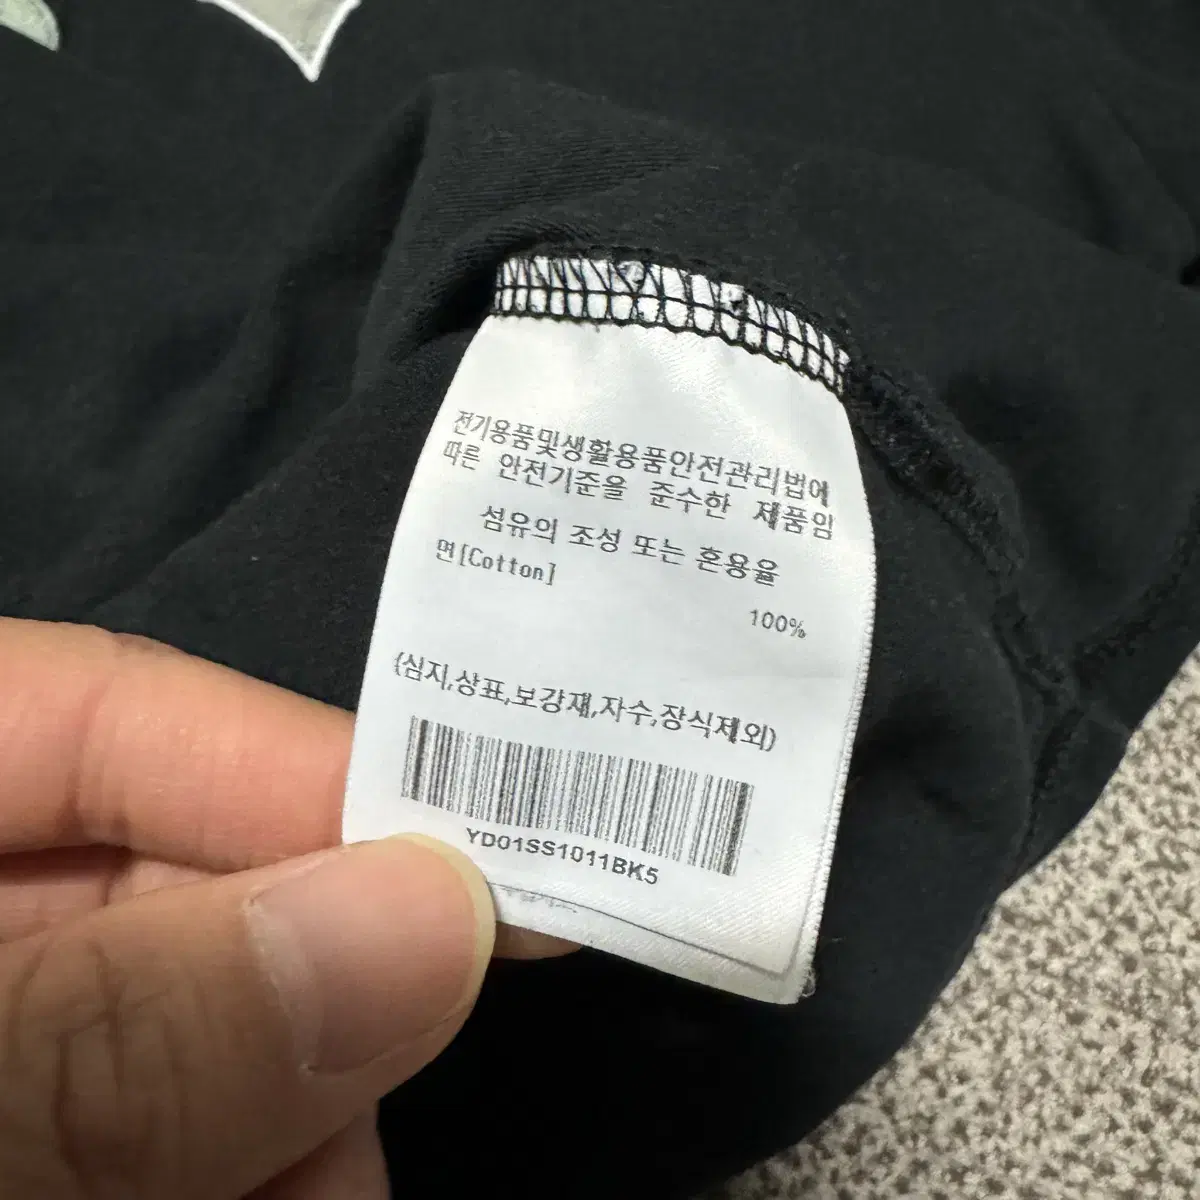 전기용품및생활용품안전관리법에
따른 안전기준을 준수한 제품임
섬유의 조성 또는 혼용율
면[Cotton]
100%
(심지,상표,보강재,자수,장식제외)
YD01SS1011BK5